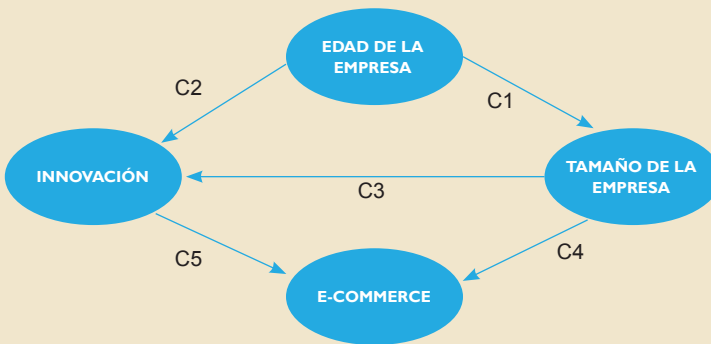 EDAD DE LA
EMPRESA
C2
C1
INNOVACIÓN
TAMAÑO DE LA
EMPRESA
C3
C5
C4
E-COMMERCE